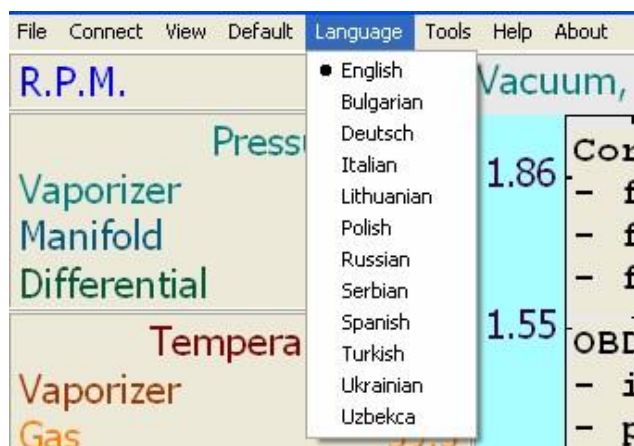 File Connect View Default Language Tools Help About
R.P.M.
Vacuum,
English
Bulgarian
Deutsch
Italian
Lithuanian
Polish
Russian
Serbian
Spanish
Turkish
Ukrainian
Uzbekca
Vaporizer
Manifold
Differential
Vaporizer
Gas
1.86
1.55
- f
- f
- f
- i
- p